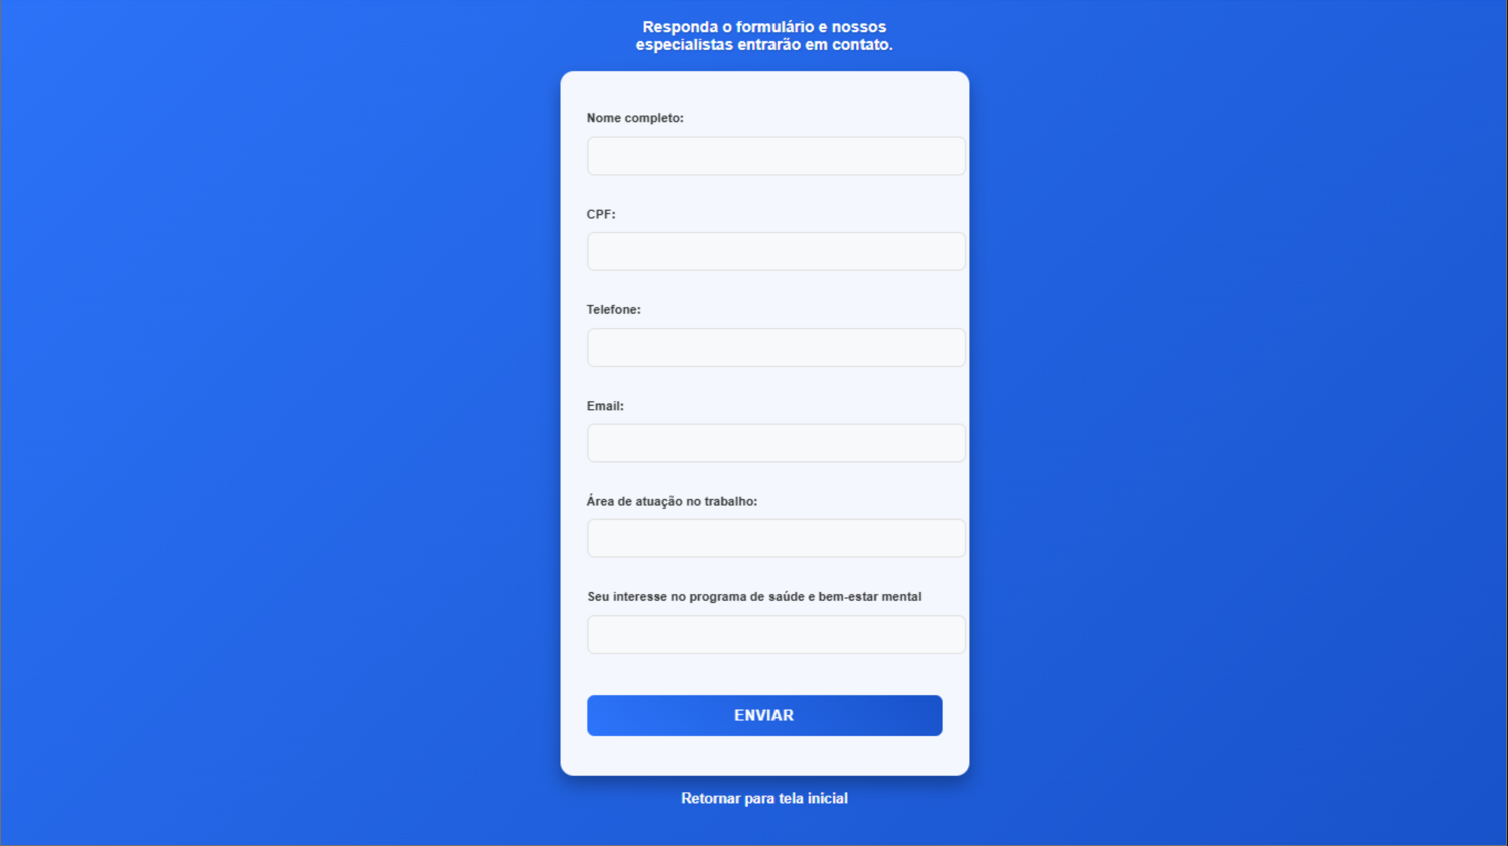 Responda o formulário e nossos
especialistas entrarão em contato.
Nome completo:
CPF:
Telefone:
Email:
Área de atuação no trabalho:
Seu interesse no programa de saúde e bem-estar mental
ENVIAR
Retornar para tela inicial